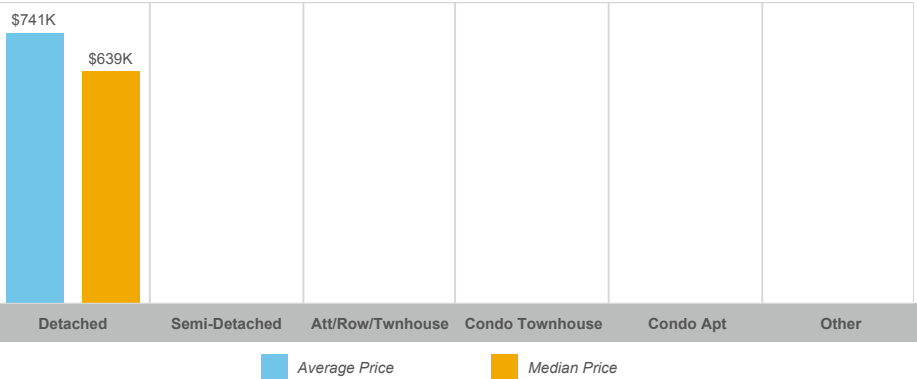 $741K
$639K
Detached Semi-Detached Att/Row/Twnhouse Condo Townhouse Condo Apt Other
Average Price Median Price